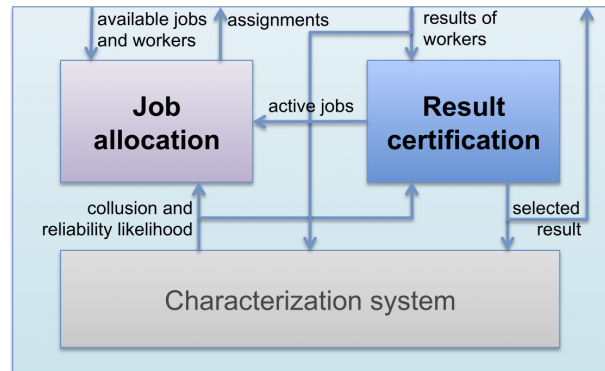 available jobs
and workers
assignments
results of
workers
Job
allocation
active jobs
Result
certification
collusion and
reliability likelihood
selected
result
Characterization system